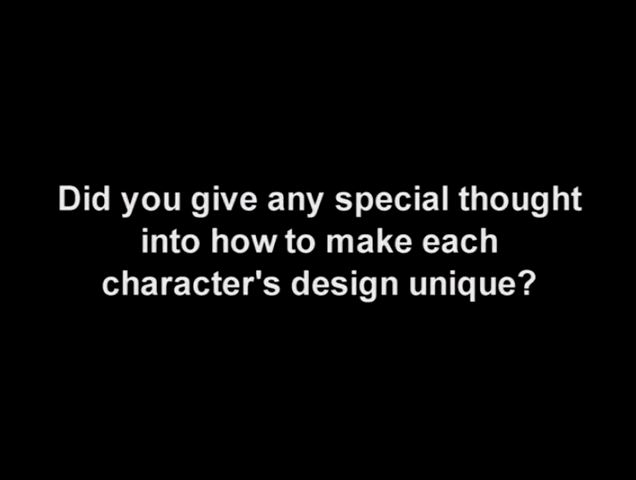 Did you give any special thought
into how to make each
character's design unique?